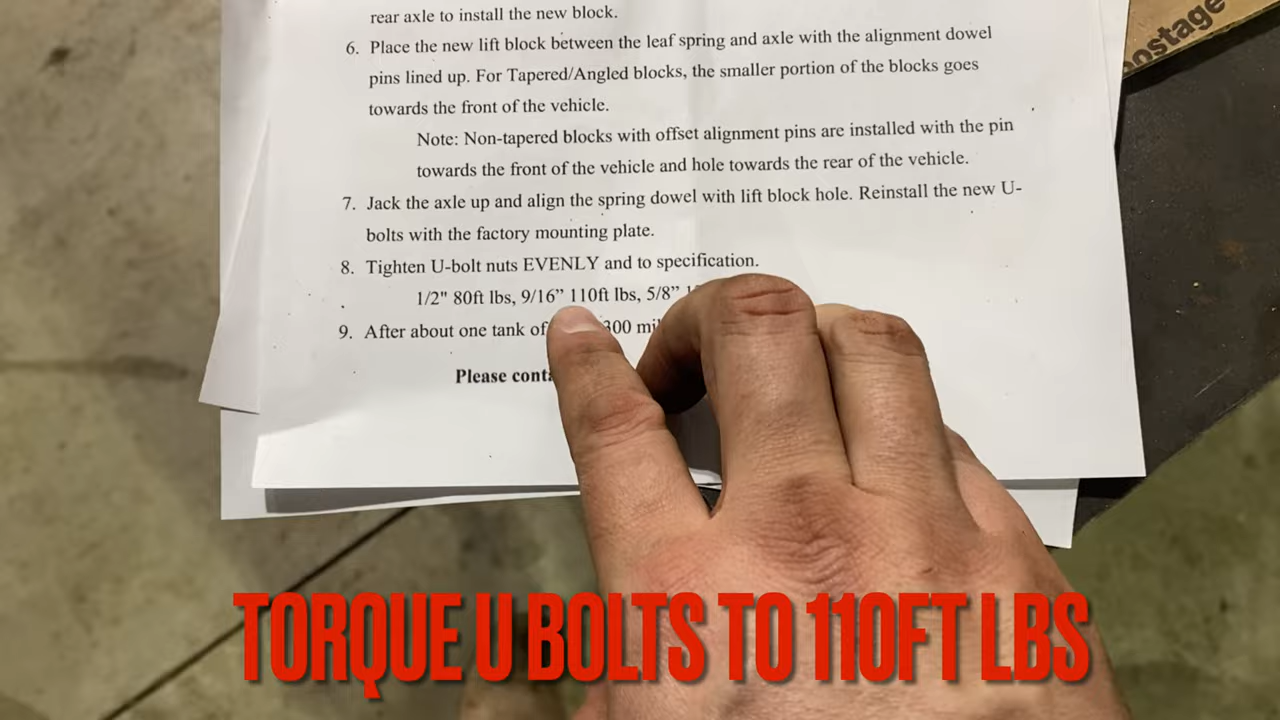 rear axle to install the new block.
6. Place the new lift block between the leaf spring and axle with the alignment dowel
pins lined up. For Tapered/Angled blocks, the smaller portion of the blocks goes
towards the front of the vehicle.
Note: Non-tapered blocks with offset alignment pins are installed with the pin
towards the front of the vehicle and hole towards the rear of the vehicle.
7. Jack the axle up and align the spring dowel with lift block hole. Reinstall the new U-
bolts with the factory mounting plate.
8. Tighten U-bolt nuts EVENLY and to specification.
1/2" 80ft lbs, 9/16” 110ft lbs, 5/8”
9. After about one tank of 300
Please
TORQUE U BOLTS TO 110FT LBS